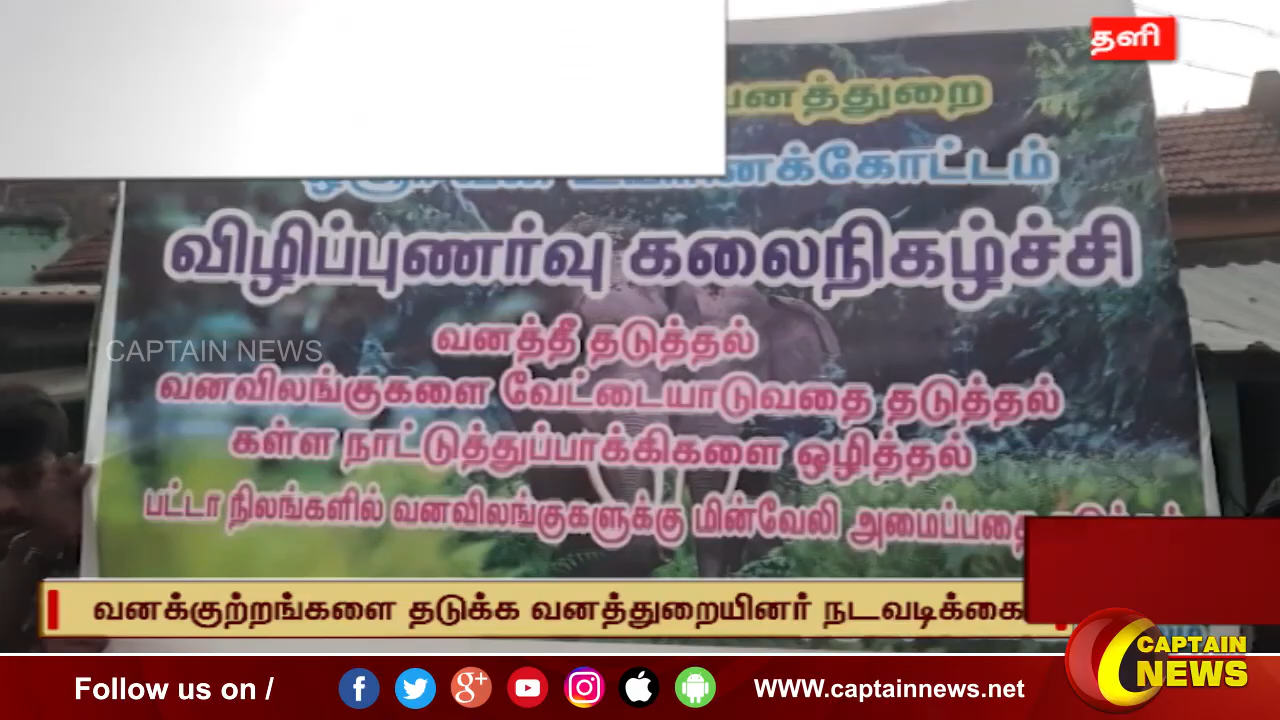 தளி
வனத்துறை
விழிப்புணர்வு கலைநிகழ்ச்சி
வனத்தீ தடுத்தல்
CAPTAIN NEWS
வனவிலங்குகளை வேட்டையாடுவதை தடுத்தல்
கள்ள நாட்டுத்துப்பாக்கிகளை ஒழித்தல்
பட்டா நிலங்களில் வனவிலங்குகளுக்கு மின்வேலி அமைப்பதை
வனக்குற்றங்களை தடுக்க வனத்துறையினர் நடவடிக்கை
Follow us on /
WWW.captainnews.net
CAPTAIN
NEWS